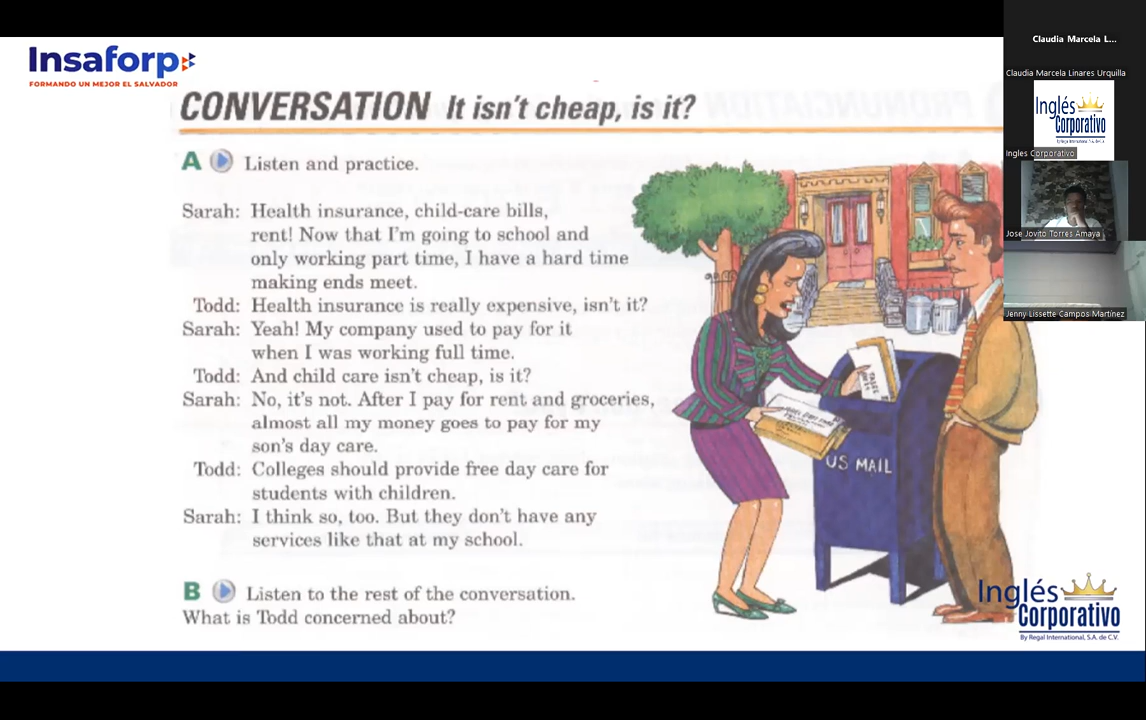 Insaforp
FORMANDO UN MEJOR EL SALVADOR
CONVERSATION It isn't cheap, is it?
A Listen and practice.
Sarah: Health insurance, child-care bills,
rent! Now that I'm going to school and
only working part time, I have a hard time
making ends meet.
Todd: Health insurance is really expensive, isn't it?
Sarah: Yeah! My company used to pay for it
when I was working full time.
Todd: And child care isn't cheap, is it?
Sarah: No, it's not. After I pay for rent and groceries,
almost all my money goes to pay for my
son's day care.
Todd: Colleges should provide free day care for
students with children.
Sarah: I think so, too. But they don't have any
services like that at my school.
B Listen to the rest of the conversation.
What is Todd concerned about?
US MAIL
Inglés
Corporativo
By Regal International, S.A. de C.V.
Claudia Marcela L...
Claudia Marcela Linares Urquilla
Inglés
Corporativo
Ingles Corporativo
Jose Jovito Torres Amaya
Jenny Lissette Campos Martínez